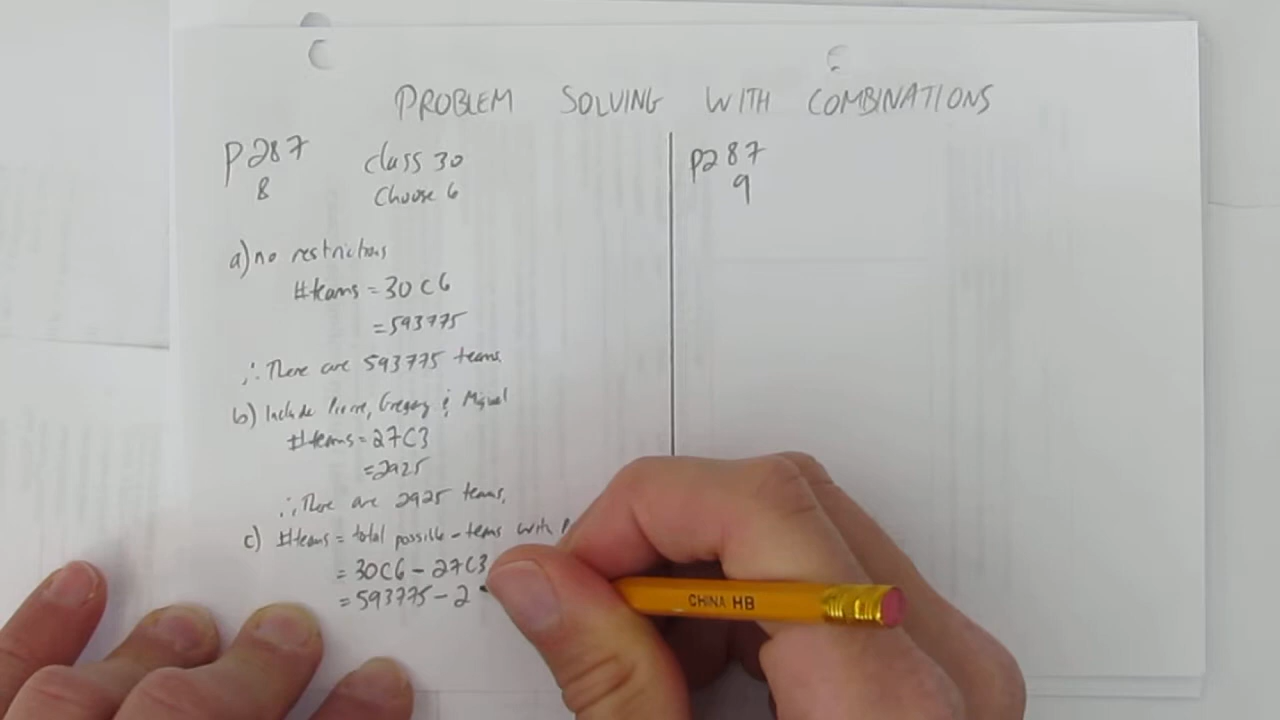 PROBLEM SOLVING WITH COMBINATIONS
P287
8
class 30
Choose 6
a) no restrictions
#teams = 30C6
= 593775
∴ There are 593775 teams.
b) Include Pierre, Gregory & Miguel
#teams = 27C3
= 2925
∴ There are 2925 teams.
c) #teams = total possible - teams with P
= 30C6 - 27C3
= 593775 - 2
P287
9
CHINA HB